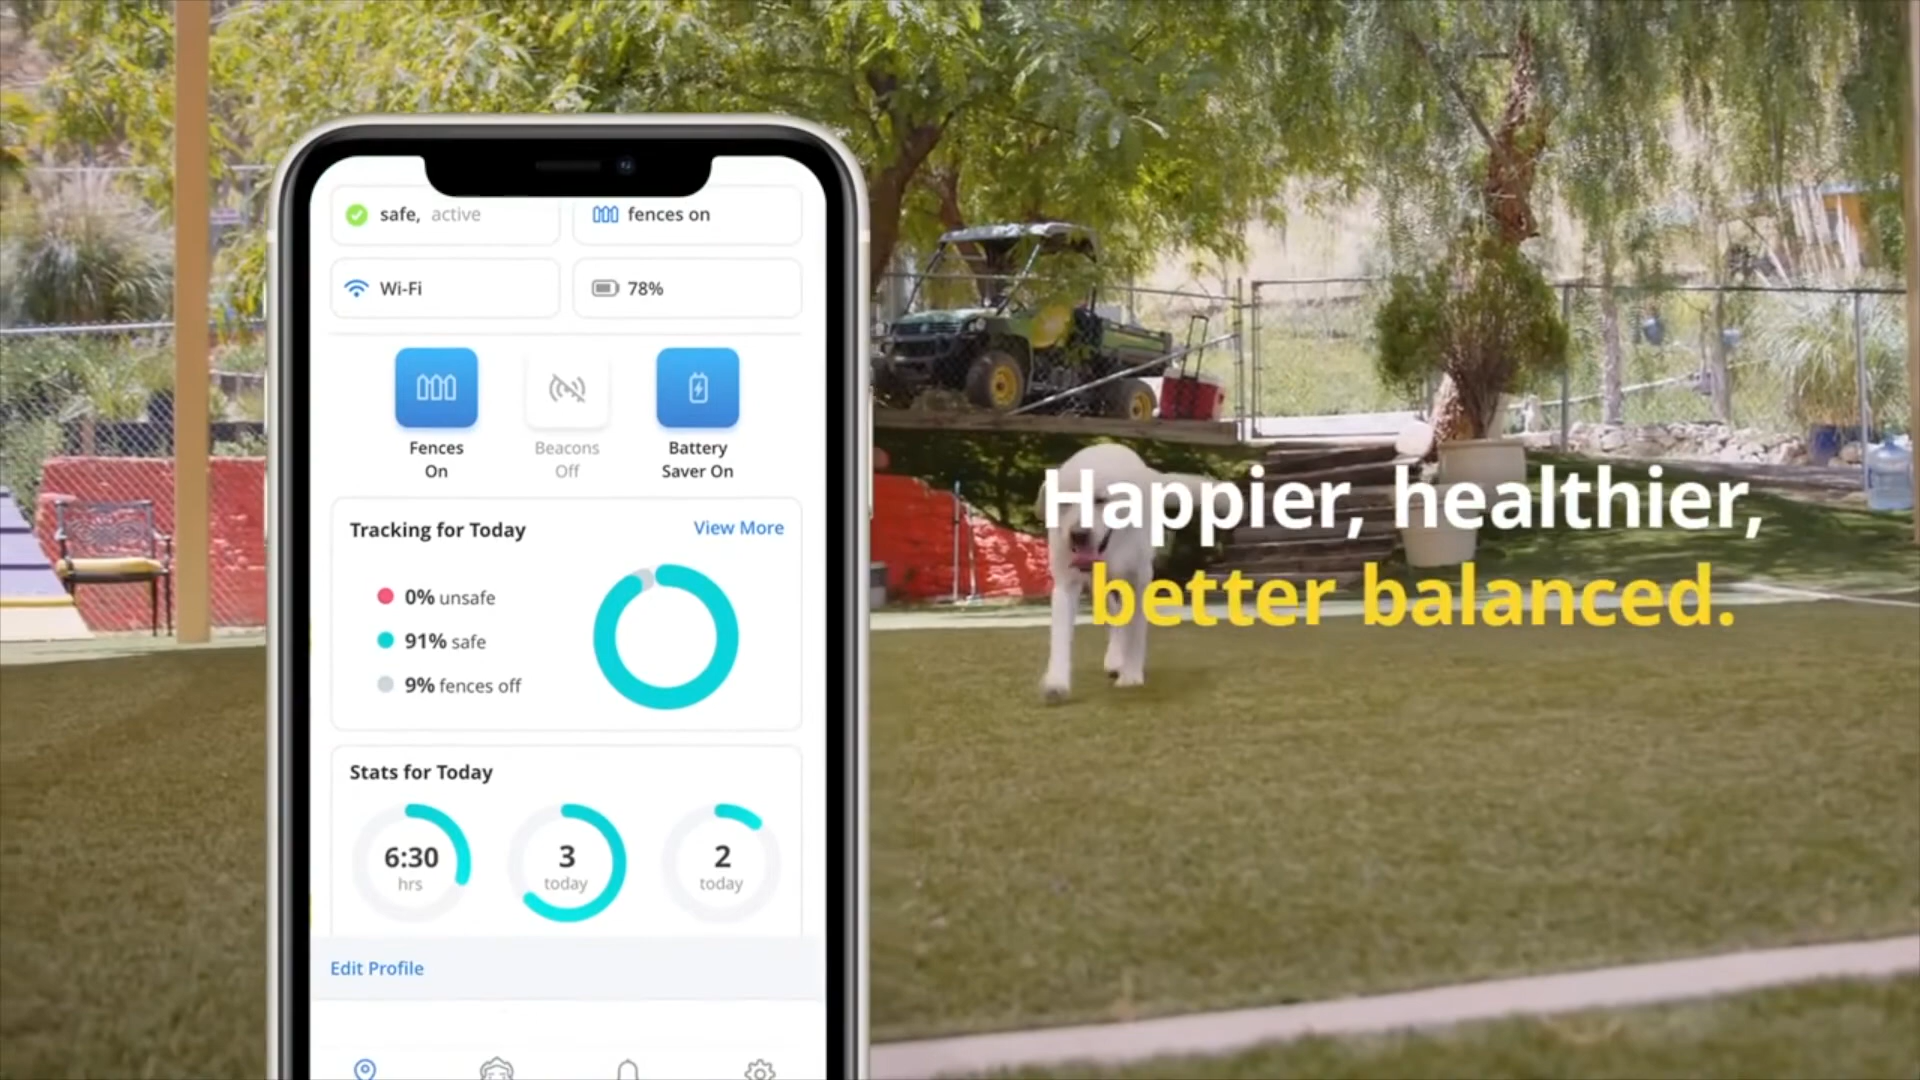 safe, active
fences on
Wi-Fi
78%
Fences
On
Beacons
Off
Battery
Saver On
Tracking for Today
View More
0% unsafe
91% safe
9% fences off
Stats for Today
6:30
hrs
3
today
2
today
Edit Profile
Happier, healthier,
better balanced.